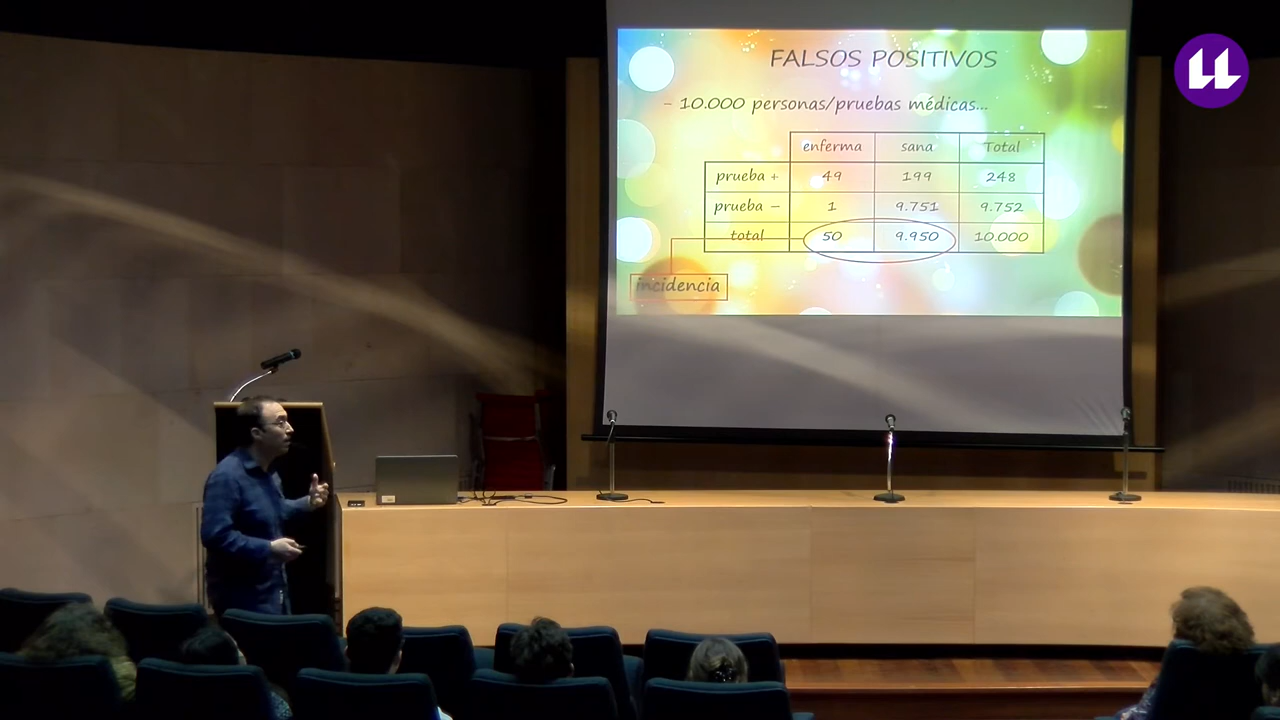 FALSOS POSITIVOS
- 10.000 personas/pruebas médicas...
enferma sana Total
prueba + 49 199 248
prueba - 1 9.751 9.752
total 50 9.950 10.000
incidencia